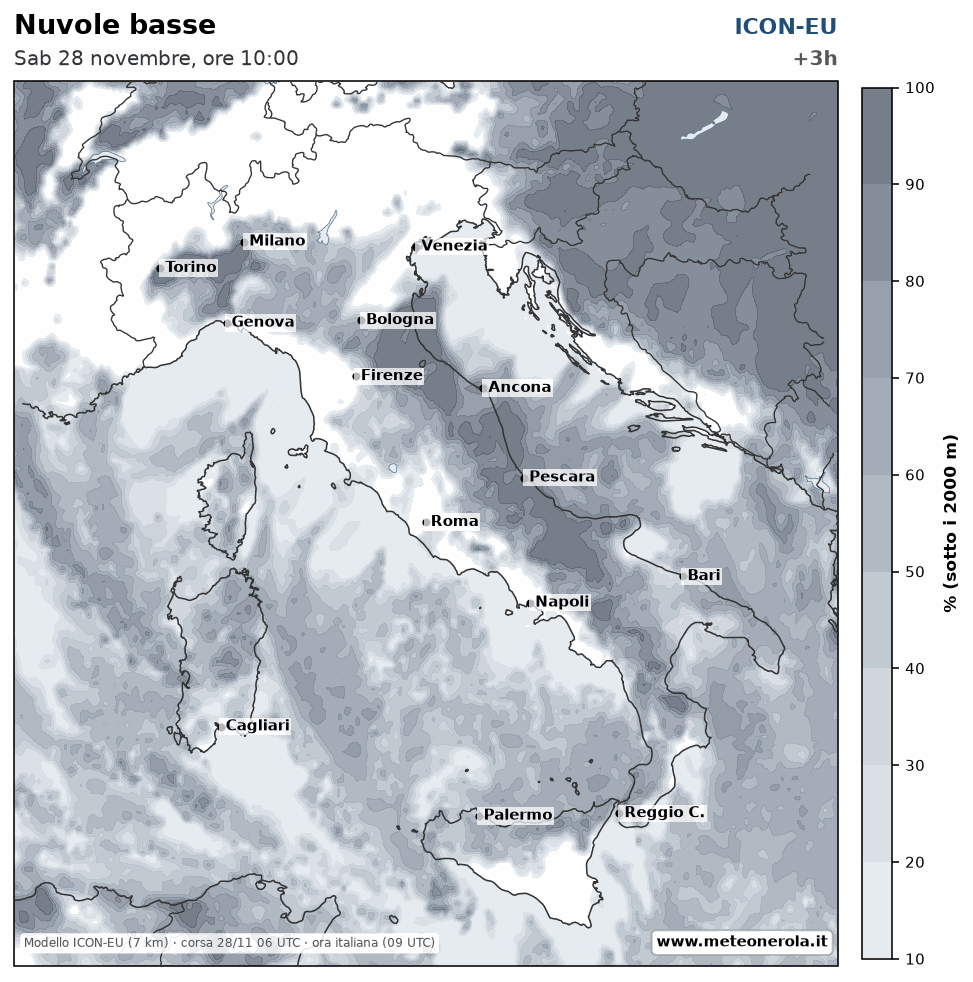 Nuvole basse
ICON-EU
Sab 28 novembre, ore 10:00
+3h
Milano
Venezia
Torino
Genova
Bologna
Firenze
Ancona
Pescara
Roma
Bari
Napoli
Cagliari
Palermo
Reggio C.
100
90
80
70
60
50
40
30
20
10
% (sotto i 2000 m)
Modello ICON-EU (7 km) · corsa 28/11 06 UTC · ora italiana (09 UTC)
www.meteonerola.it